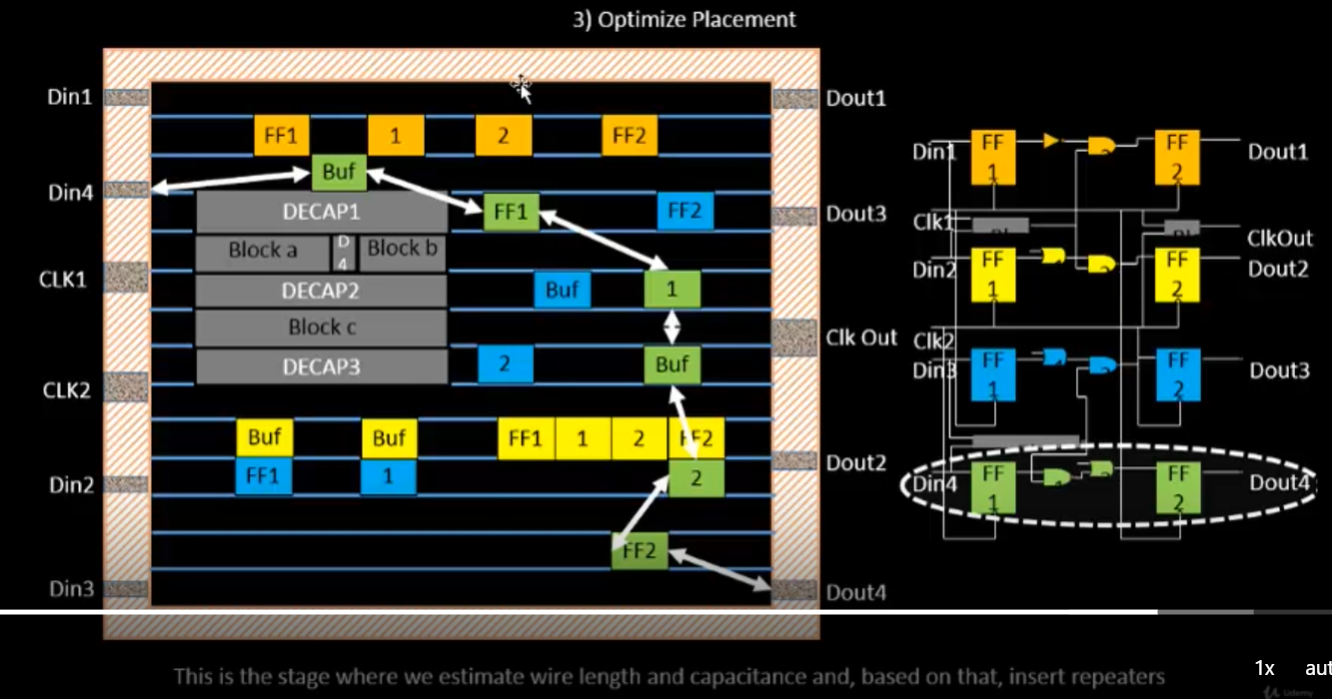 3) Optimize Placement
Din1
Dout1
FF1
1
2
FF2
Din4
Buf
DECAP1
FF1
FF2
Dout3
Block a
D
4
Block b
CLK1
DECAP2
Buf
1
Block c
Clk Out
DECAP3
2
Buf
CLK2
Buf
Buf
FF1
1
2
FF2
Dout2
FF1
1
2
Din2
FF2
Din3
Dout4
FF
1
FF
2
Din1
Dout1
Clk1
ClkOut
FF
1
FF
2
Din2
Dout2
Clk2
FF
1
FF
2
Din3
Dout3
FF
1
FF
2
Din4
Dout4
This is the stage where we estimate wire length and capacitance and, based on that, insert repeaters
1x
aut
Udemy